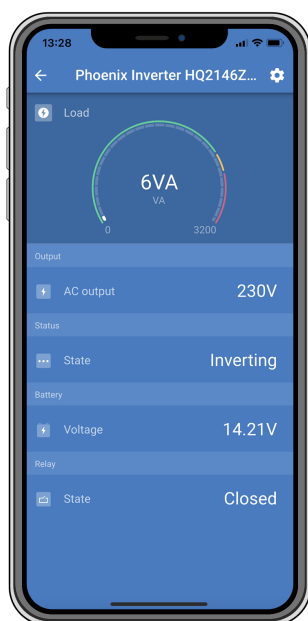 13:28
Phoenix Inverter HQ2146Z...
Load
6VA
VA
0 3200
Output
AC output 230V
Status
State Inverting
Battery
Voltage 14.21V
Relay
State Closed